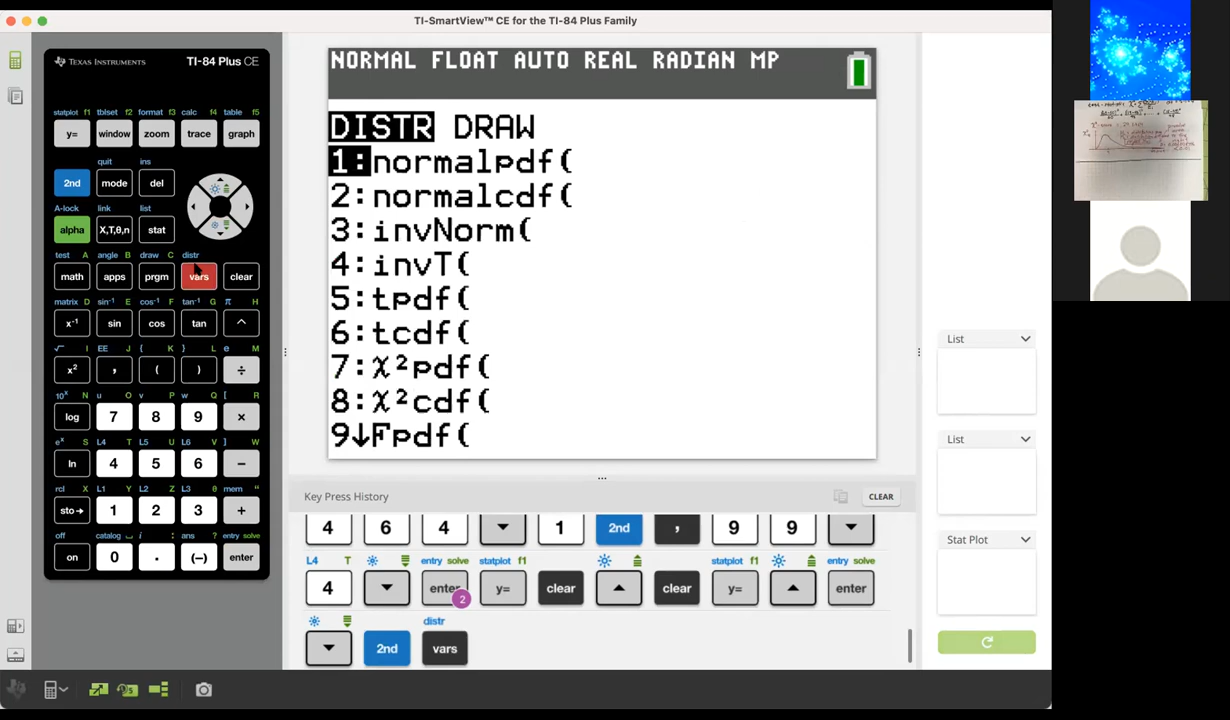 TI-SmartView™ CE for the TI-84 Plus Family
TEXAS INSTRUMENTS TI-84 Plus CE
statplot f1 tblset f2 format f3 calc f4 table f5
y= window zoom trace graph
quit ins
2nd mode del
A-lock link list
alpha X,T,θ,n stat
test A angle B draw C distr
math apps prgm vars clear
matrix D sin⁻¹ E cos⁻¹ F tan⁻¹ G π H
x⁻¹ sin cos tan ^
√ I EE J { K } L e M
x² , ( ) ÷
10ˣ N u O v P w Q [ R
log 7 8 9 ×
eˣ S L4 T L5 U L6 V ] W
ln 4 5 6 −
rcl X L1 Y L2 Z L3 θ mem "
sto→ 1 2 3 +
off catalog ⎵ i : ans ? entry solve
on 0 . (−) enter
NORMAL FLOAT AUTO REAL RADIAN MP
DISTR DRAW
1:normalpdf(
2:normalcdf(
3:invNorm(
4:invT(
5:tpdf(
6:tcdf(
7:χ²pdf(
8:χ²cdf(
9↓Fpdf(
Key Press History
CLEAR
4 6 4 1 2nd , 9 9
L4 T entry solve statplot f1 statplot f1 entry solve
4 enter 2 y= clear clear y= enter
distr
2nd vars
List
List
Stat Plot